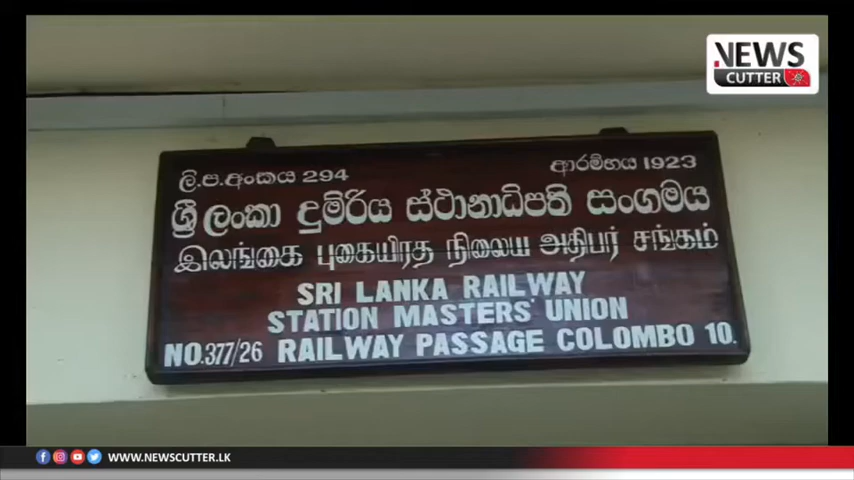 NEWS
CUTTER
ලි.ප.අංකය 294
ආරම්භය 1923
ශ්‍රී ලංකා දුම්රිය ස්ථානාධිපති සංගමය
இலங்கை புகையிரத நிலைய அதிபர் சங்கம்
SRI LANKA RAILWAY
STATION MASTERS' UNION
NO.377/26 RAILWAY PASSAGE COLOMBO 10.
WWW.NEWSCUTTER.LK